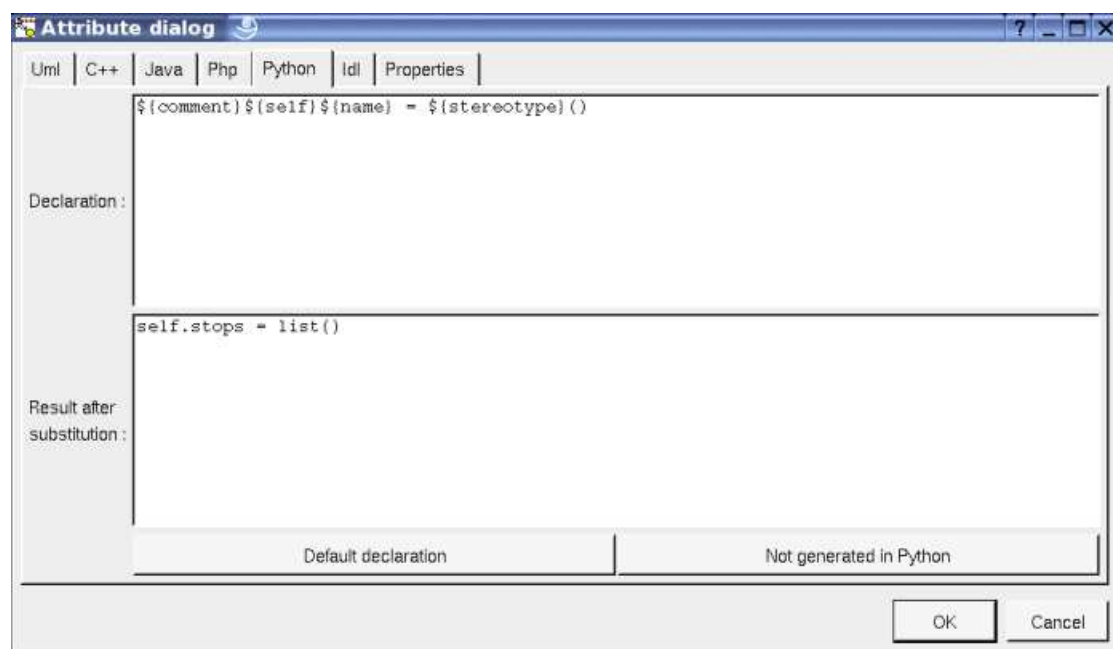 Attribute dialog
Uml C++ Java Php Python Idl Properties
${comment}${self}${name} = ${stereotype}()
Declaration :
self.stops = list()
Result after
substitution :
Default declaration Not generated in Python
OK Cancel